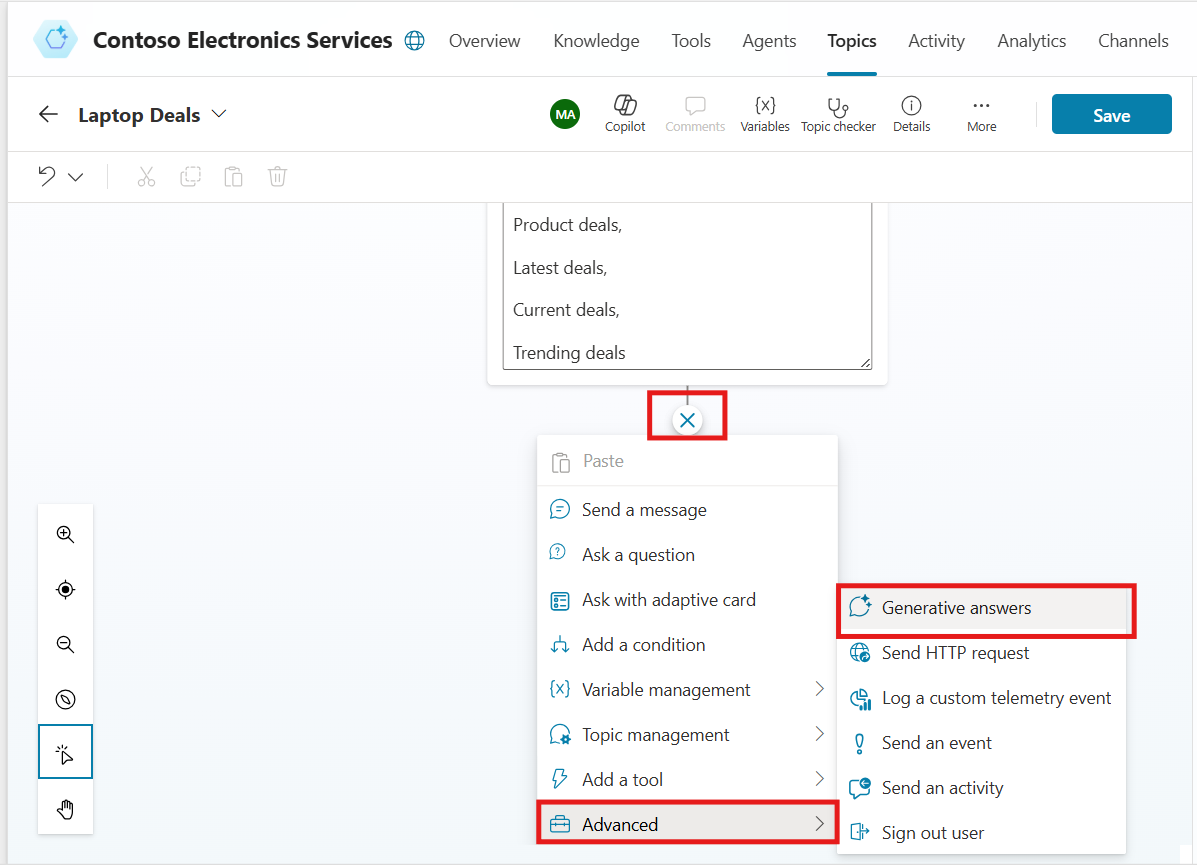 Contoso Electronics Services Overview Knowledge Tools Agents Topics Activity Analytics Channels
Laptop Deals MA Copilot Comments Variables Topic checker Details More Save
Product deals,
Latest deals,
Current deals,
Trending deals
Paste
Send a message
Ask a question
Ask with adaptive card
Add a condition
Variable management
Topic management
Add a tool
Advanced
Generative answers
Send HTTP request
Log a custom telemetry event
Send an event
Send an activity
Sign out user